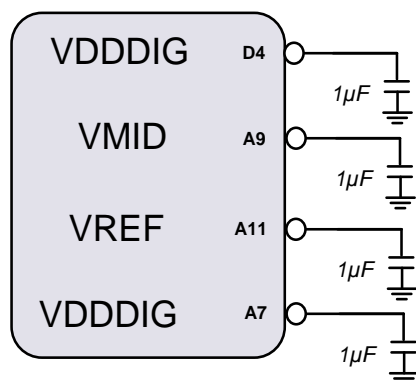 VDDDIG D4
1µF
VMID A9
1µF
VREF A11
1µF
VDDDIG A7
1µF